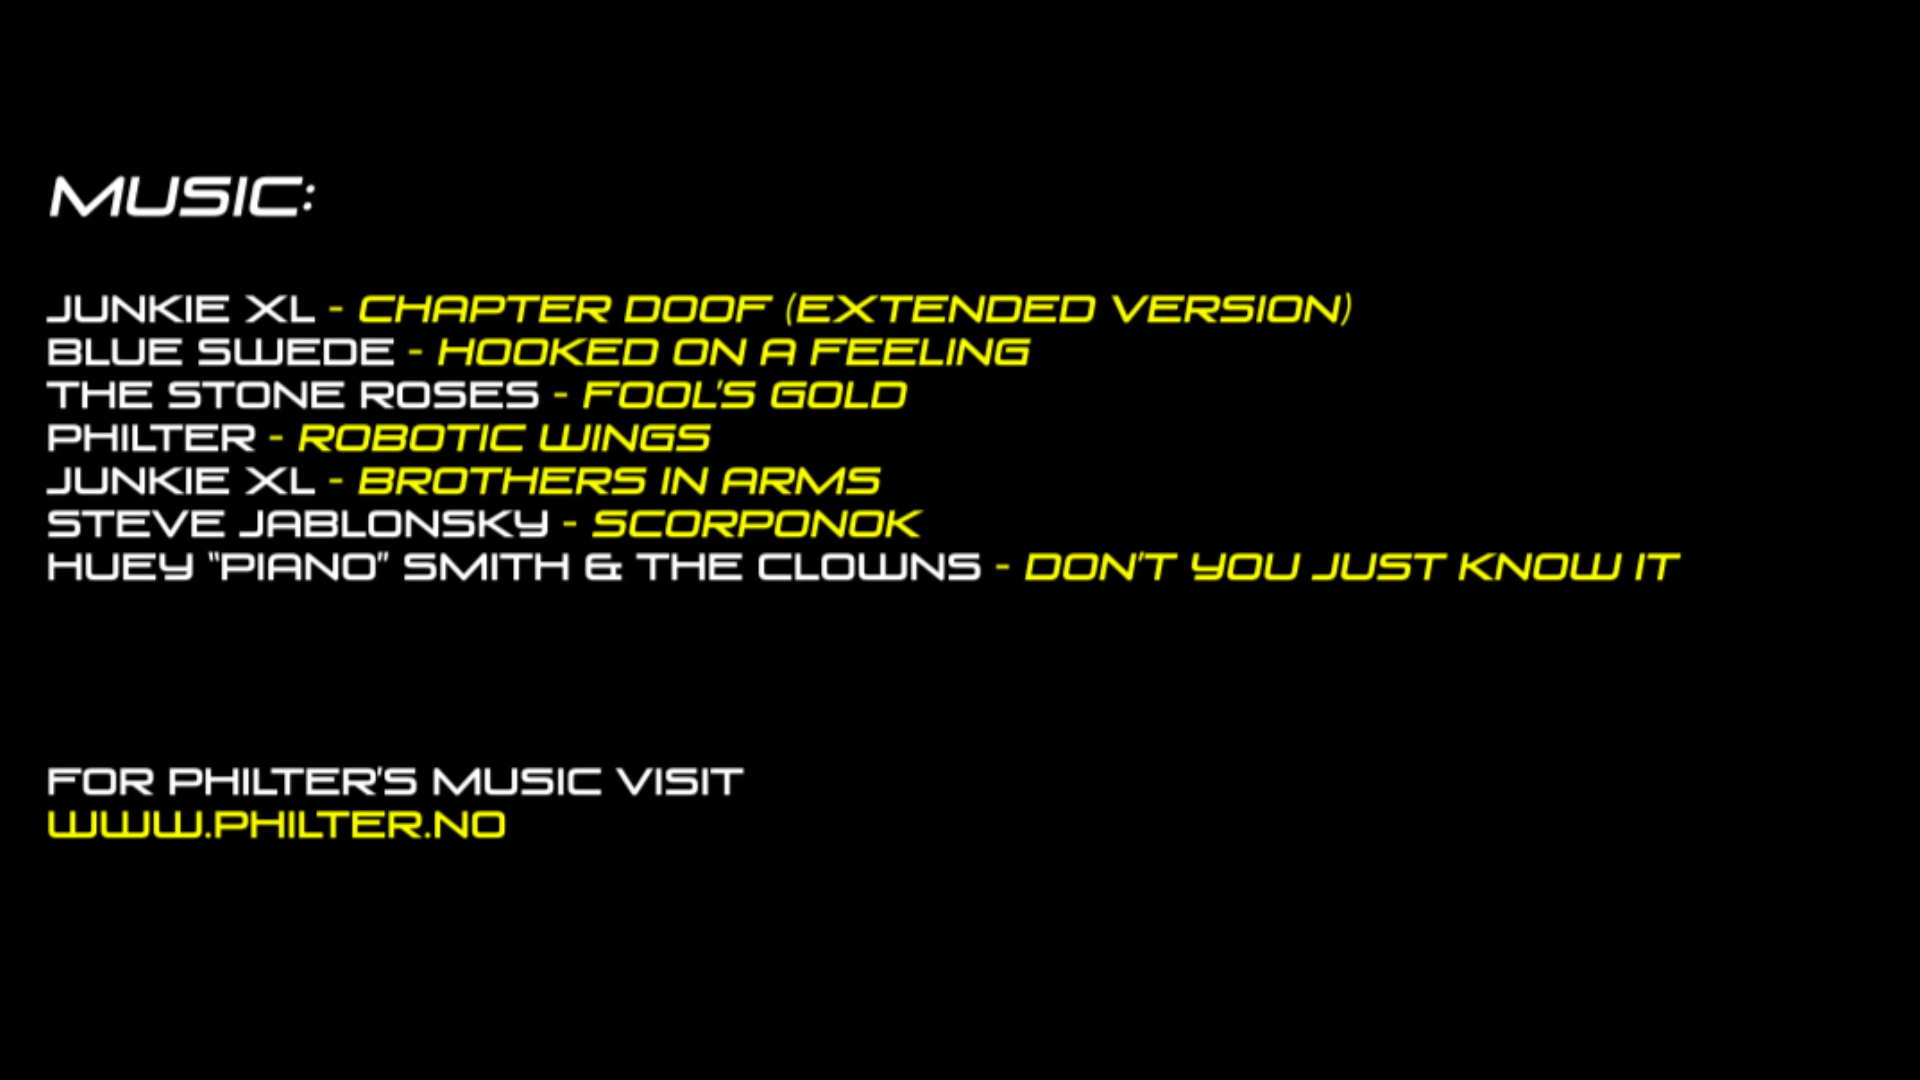 MUSIC:
JUNKIE XL - CHAPTER DOOF (EXTENDED VERSION)
BLUE SWEDE - HOOKED ON A FEELING
THE STONE ROSES - FOOL'S GOLD
PHILTER - ROBOTIC WINGS
JUNKIE XL - BROTHERS IN ARMS
STEVE JABLONSKY - SCORPONOK
HUEY "PIANO" SMITH & THE CLOWNS - DON'T YOU JUST KNOW IT
FOR PHILTER'S MUSIC VISIT
WWW.PHILTER.NO